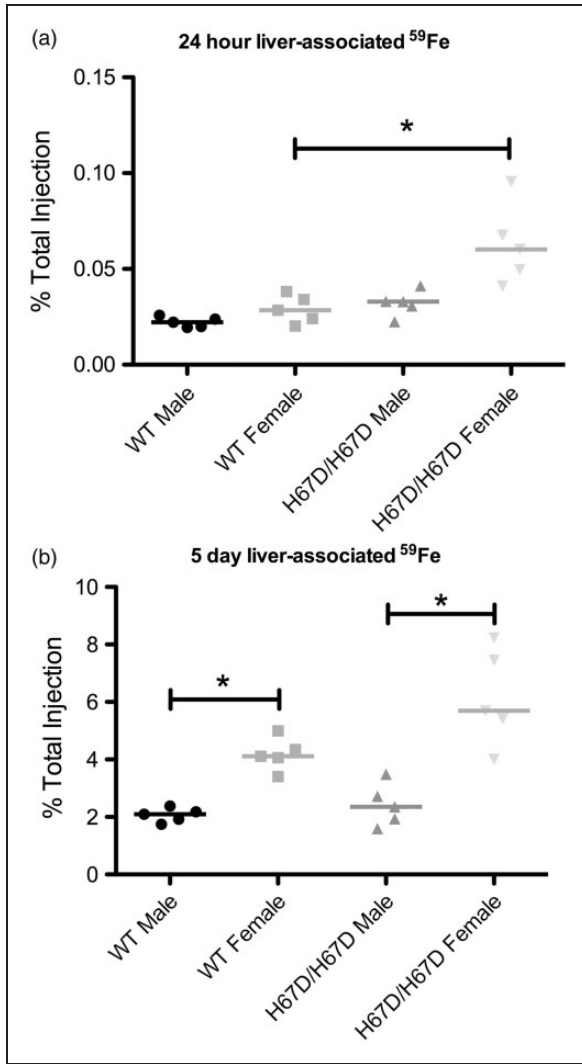 (a)
24 hour liver-associated ⁵⁹Fe
% Total Injection
0.15
0.10
0.05
0.00
*
WT Male
WT Female
H67D/H67D Male
H67D/H67D Female
(b)
5 day liver-associated ⁵⁹Fe
% Total Injection
10
8
6
4
2
0
*
*
WT Male
WT Female
H67D/H67D Male
H67D/H67D Female